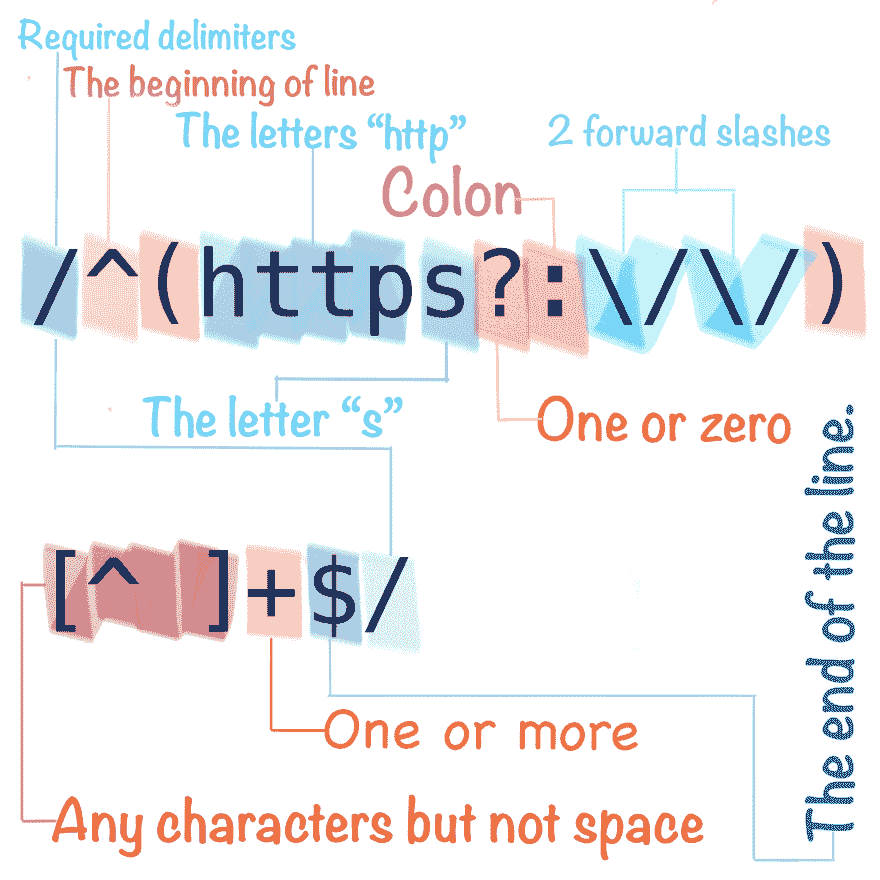 Required delimiters
The beginning of line
The letters “http”
2 forward slashes
Colon
/^(https?:\/\/)
The letter “s”
One or zero
[^ ]+$/
One or more
Any characters but not space
The end of the line.